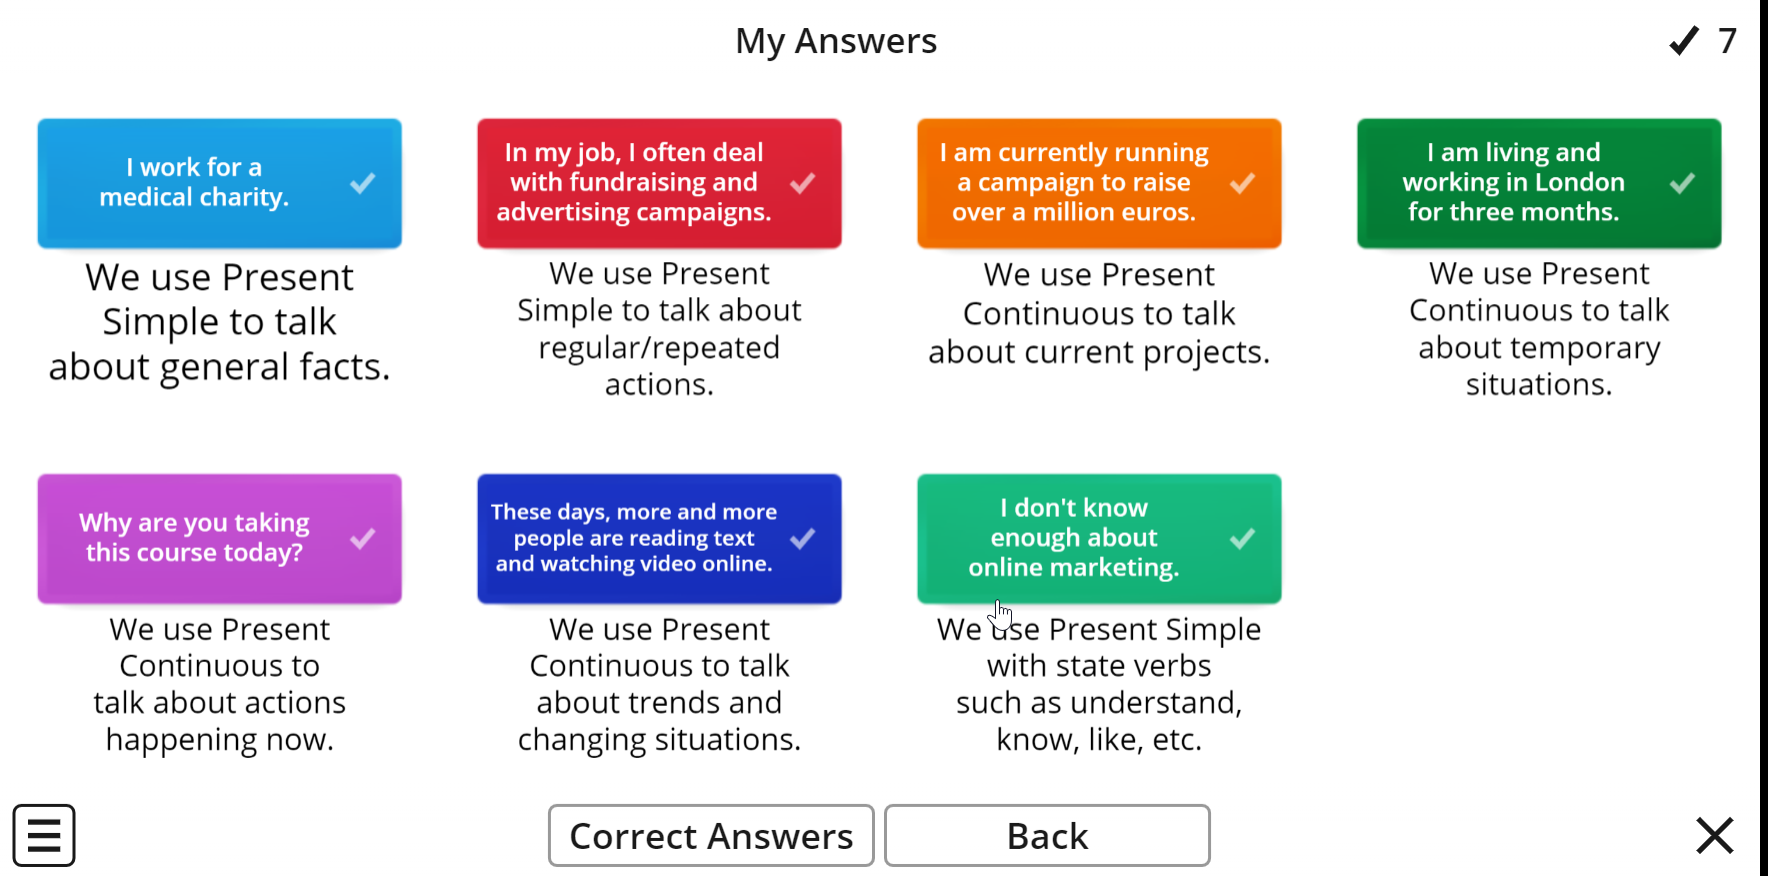 My Answers
7
I work for a
medical charity.
We use Present
Simple to talk
about general facts.
In my job, I often deal
with fundraising and
advertising campaigns.
We use Present
Simple to talk about
regular/repeated
actions.
I am currently running
a campaign to raise
over a million euros.
We use Present
Continuous to talk
about current projects.
I am living and
working in London
for three months.
We use Present
Continuous to talk
about temporary
situations.
Why are you taking
this course today?
We use Present
Continuous to
talk about actions
happening now.
These days, more and more
people are reading text
and watching video online.
We use Present
Continuous to talk
about trends and
changing situations.
I don't know
enough about
online marketing.
We use Present Simple
with state verbs
such as understand,
know, like, etc.
Correct Answers
Back